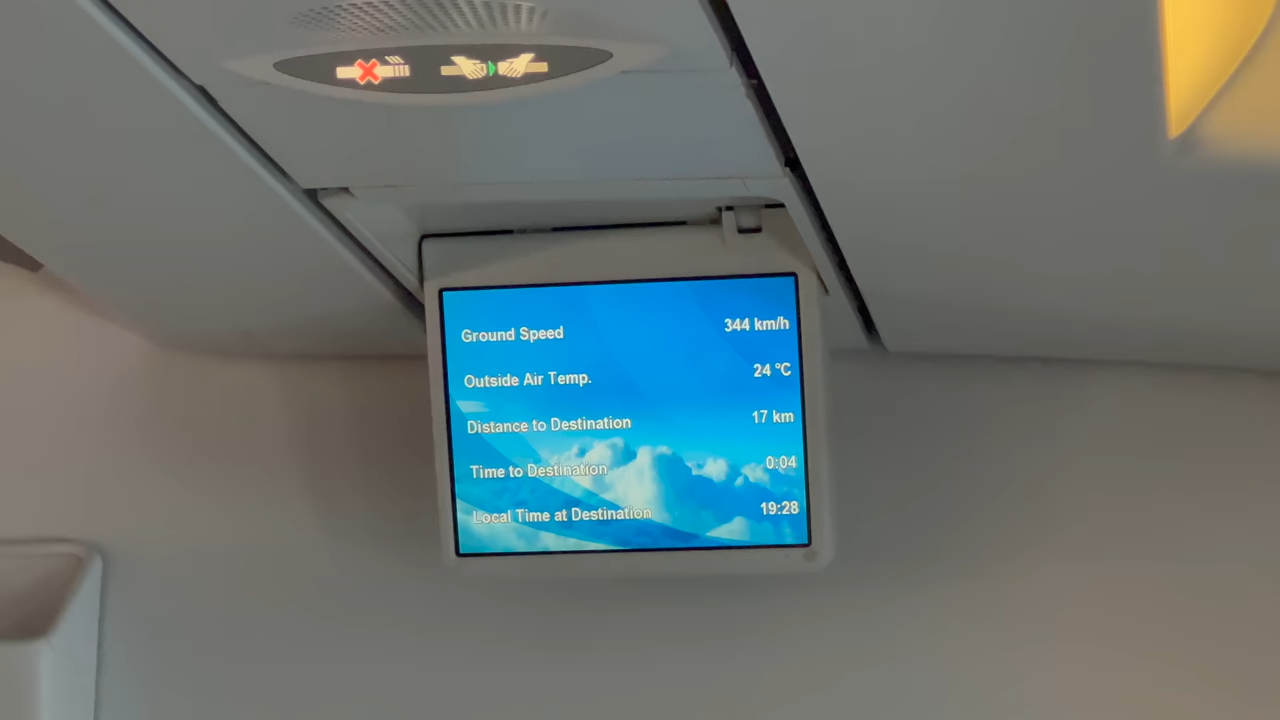 Ground Speed 344 km/h
Outside Air Temp. 24 °C
Distance to Destination 17 km
Time to Destination 0:04
Local Time at Destination 19:28